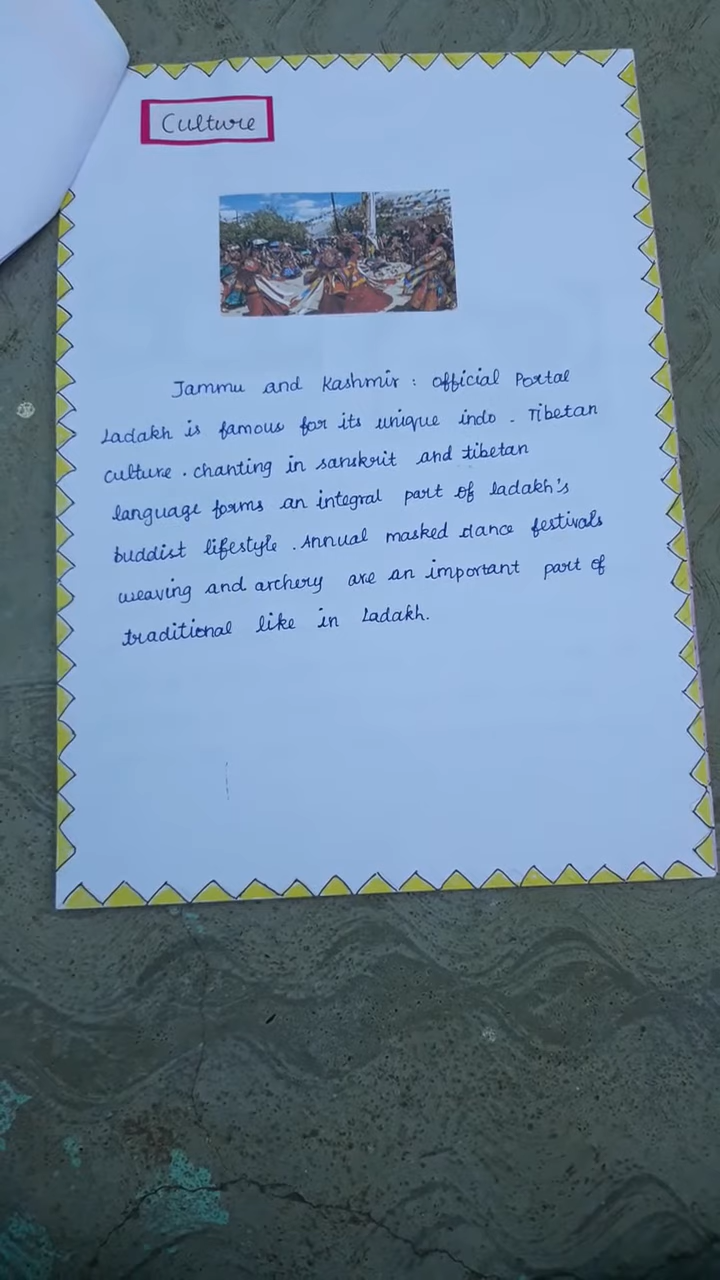 Culture
Jammu and Kashmir : official Portal
Ladakh is famous for its unique indo - Tibetan
culture . chanting in sanskrit and tibetan
language forms an integral part of ladakh's
buddist lifestyle . Annual masked dance festivals
weaving and archery are an important part of
traditional like in Ladakh.